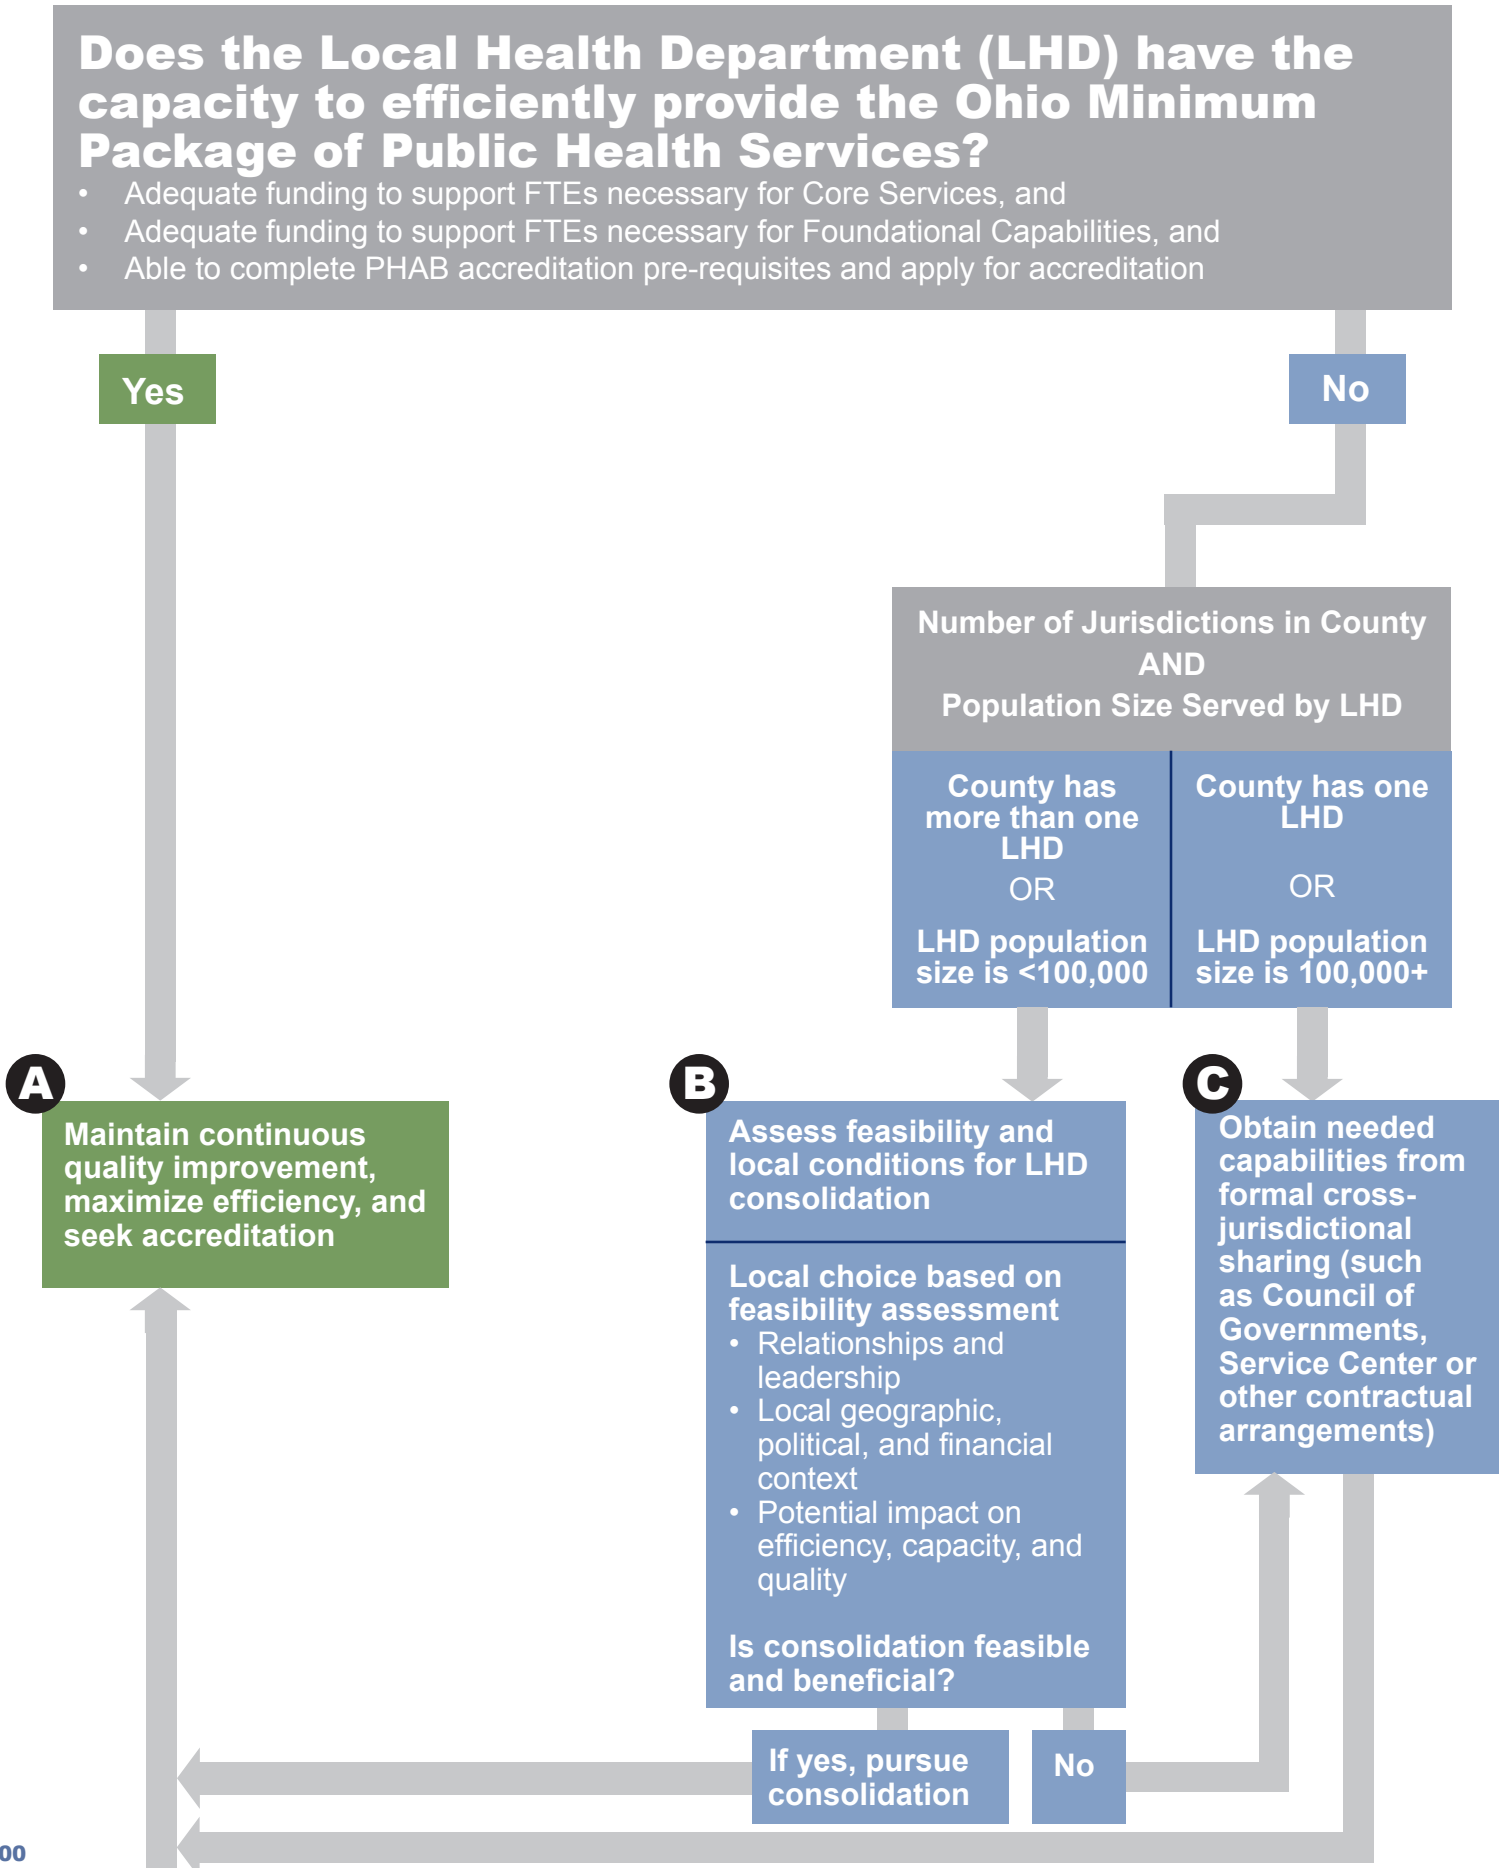 Does the Local Health Department (LHD) have the
capacity to efficiently provide the Ohio Minimum
Package of Public Health Services?
• Adequate funding to support FTEs necessary for Core Services, and
• Adequate funding to support FTEs necessary for Foundational Capabilities, and
• Able to complete PHAB accreditation pre-requisites and apply for accreditation
Yes
No
Number of Jurisdictions in County
AND
Population Size Served by LHD
County has
more than one
LHD
OR
LHD population
size is <100,000
County has one
LHD
OR
LHD population
size is 100,000+
A
Maintain continuous
quality improvement,
maximize efficiency, and
seek accreditation
B
Assess feasibility and
local conditions for LHD
consolidation
Local choice based on
feasibility assessment
• Relationships and
leadership
• Local geographic,
political, and financial
context
• Potential impact on
efficiency, capacity, and
quality
Is consolidation feasible
and beneficial?
If yes, pursue
consolidation
No
C
Obtain needed
capabilities from
formal cross-
jurisdictional
sharing (such
as Council of
Governments,
Service Center or
other contractual
arrangements)
00